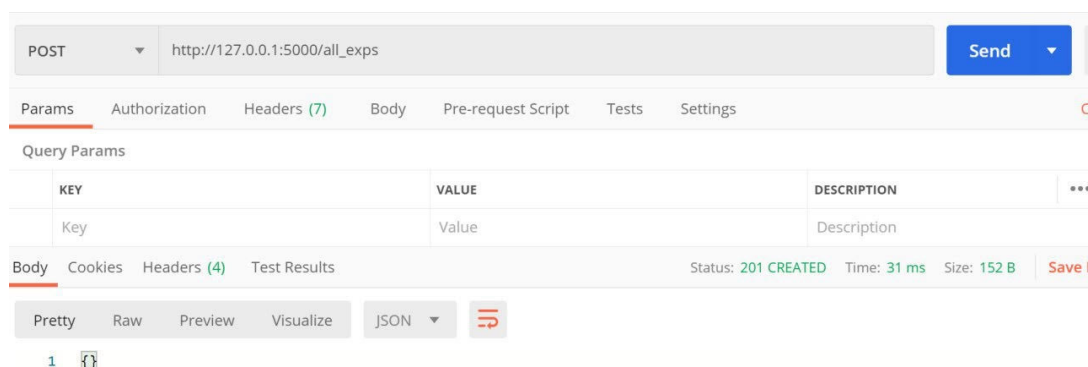 POST http://127.0.0.1:5000/all_exps Send
Params Authorization Headers (7) Body Pre-request Script Tests Settings
Query Params
KEY VALUE DESCRIPTION
Key Value Description
Body Cookies Headers (4) Test Results Status: 201 CREATED Time: 31 ms Size: 152 B Save
Pretty Raw Preview Visualize JSON
1 {}